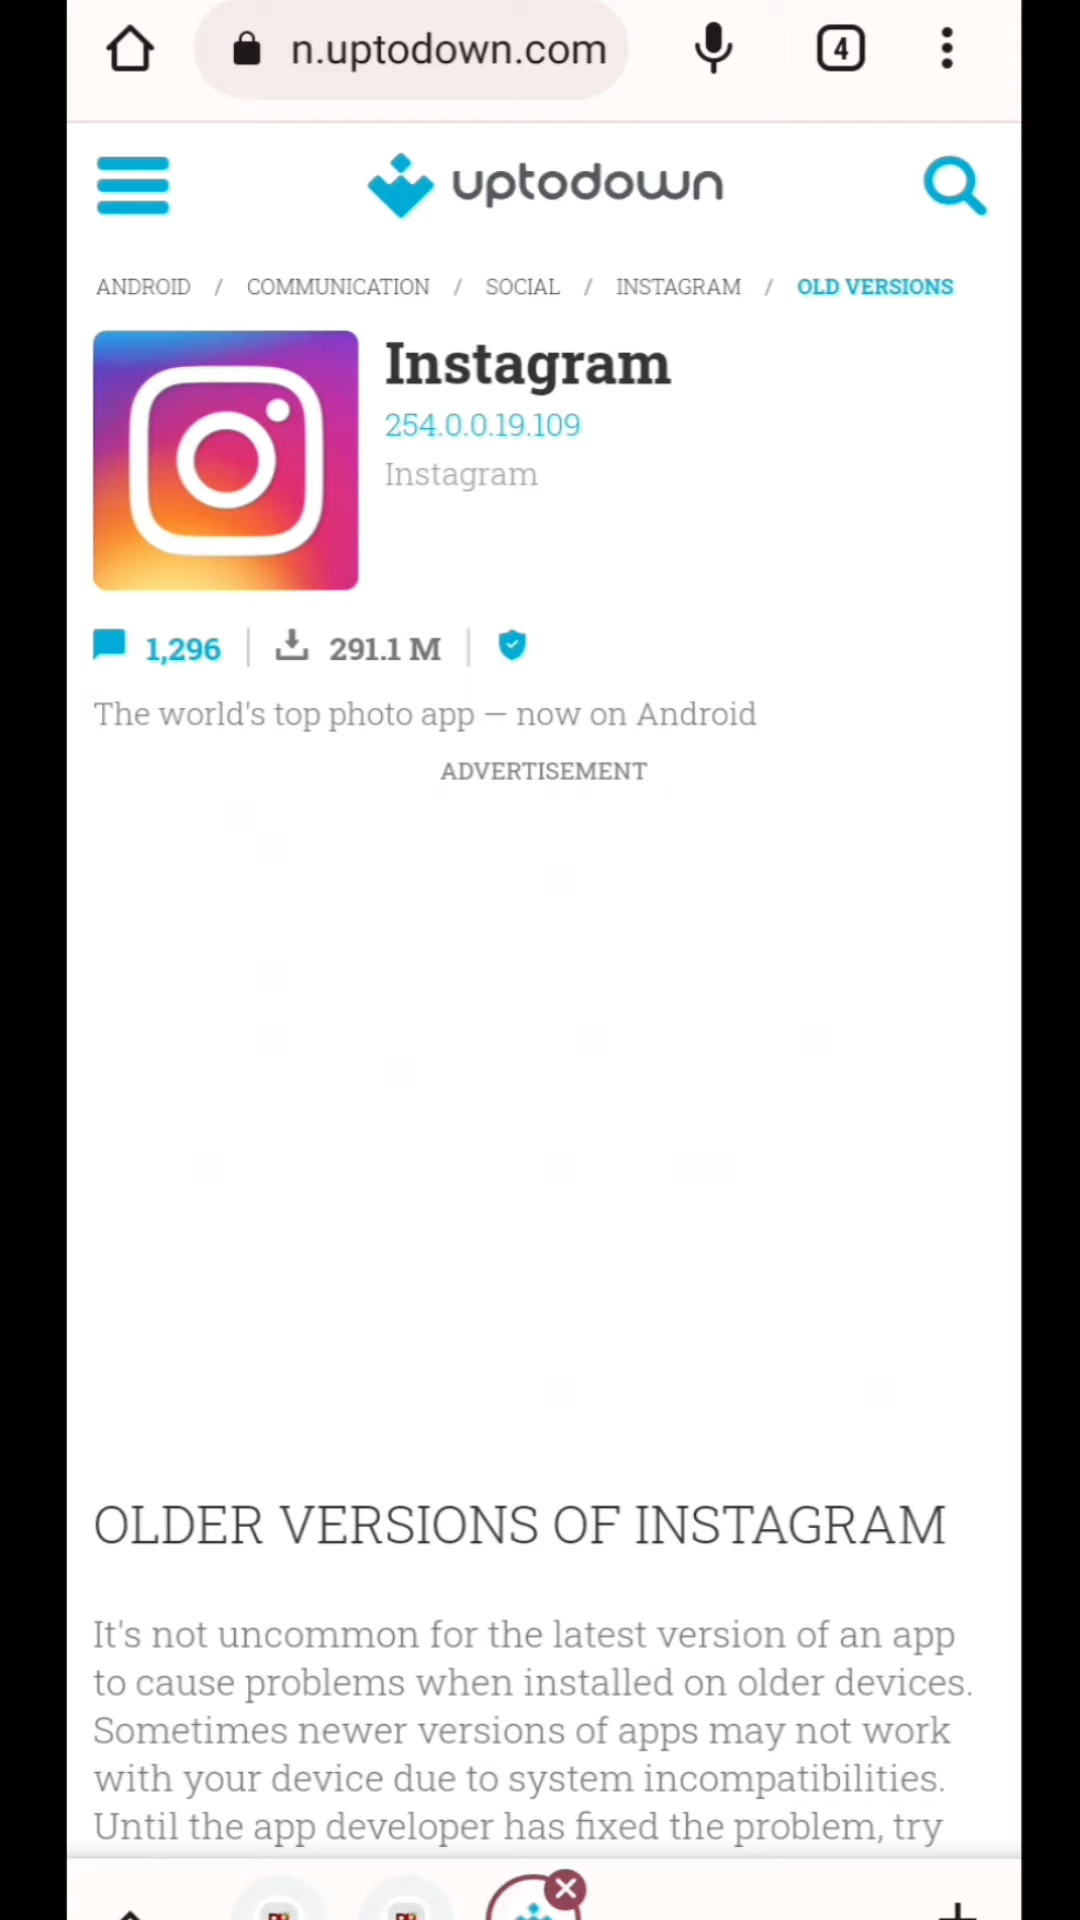 n.uptodown.com
4
uptodown
ANDROID / COMMUNICATION / SOCIAL / INSTAGRAM / OLD VERSIONS
Instagram
254.0.0.19.109
Instagram
1,296
291.1 M
The world's top photo app — now on Android
ADVERTISEMENT
OLDER VERSIONS OF INSTAGRAM
It's not uncommon for the latest version of an app
to cause problems when installed on older devices.
Sometimes newer versions of apps may not work
with your device due to system incompatibilities.
Until the app developer has fixed the problem, try